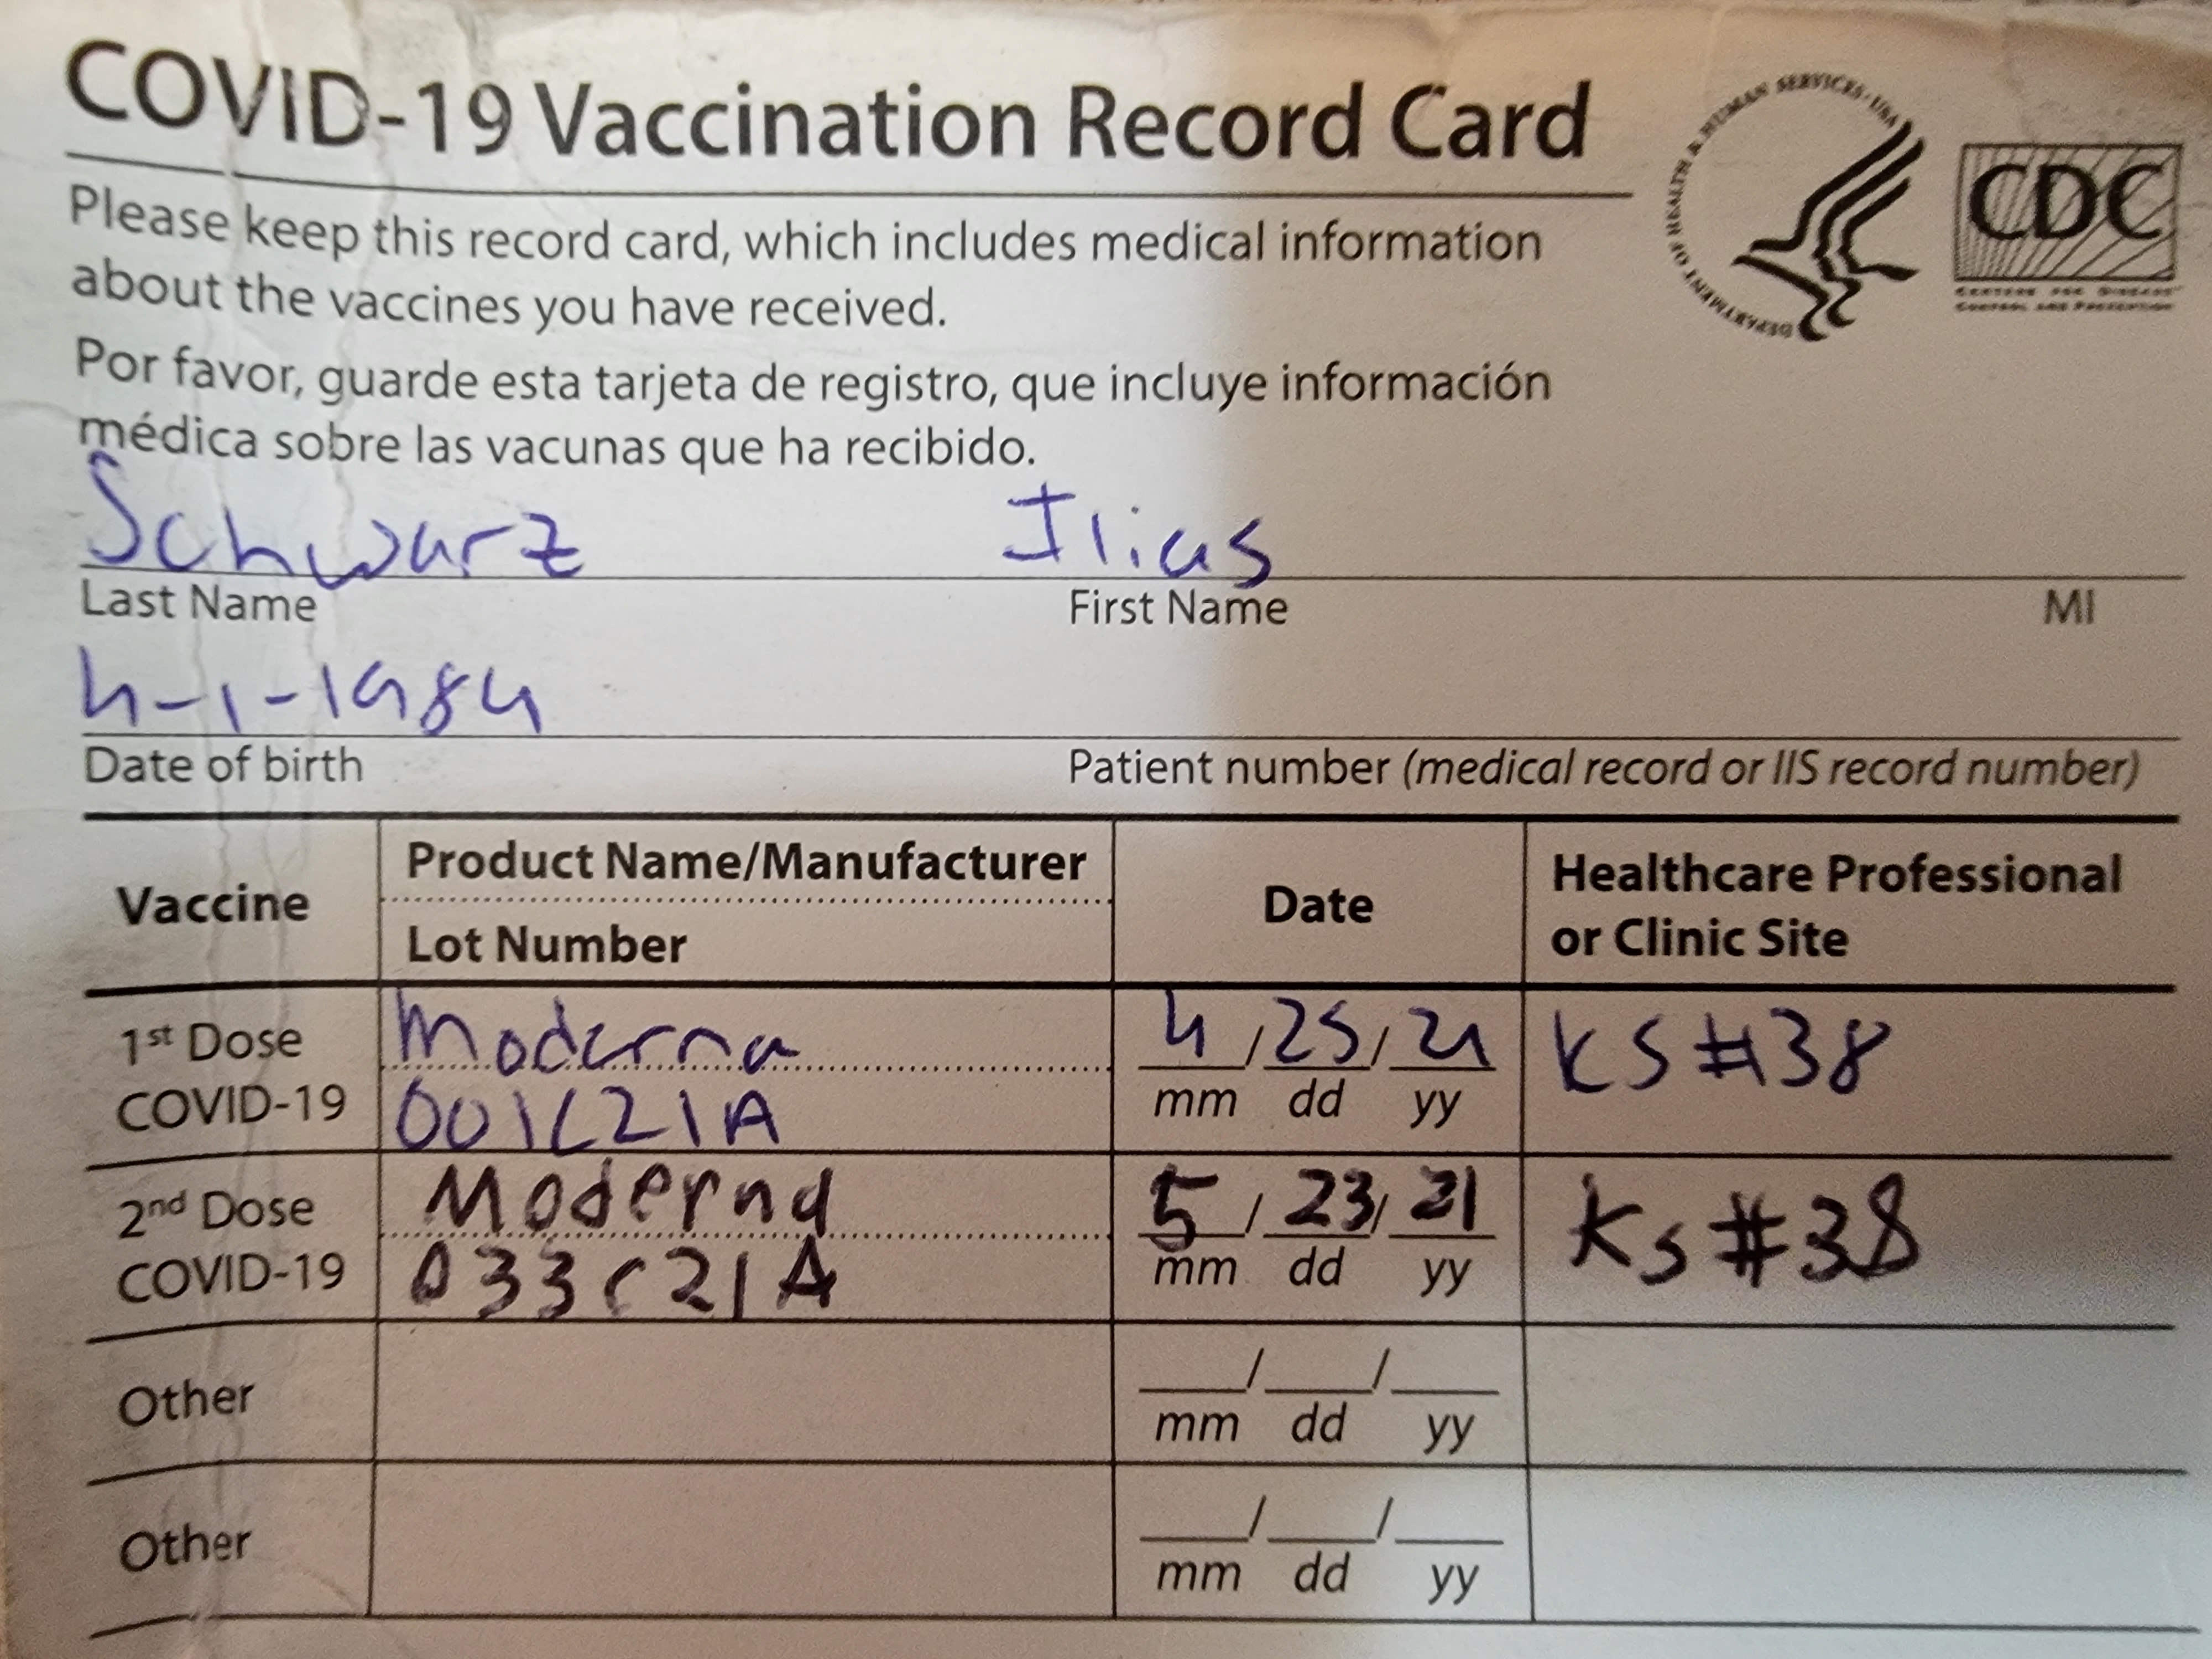 COVID-19 Vaccination Record Card
DEPARTMENT OF HEALTH & HUMAN SERVICES · USA
CDC
CENTERS FOR DISEASE
CONTROL AND PREVENTION
Please keep this record card, which includes medical information
about the vaccines you have received.
Por favor, guarde esta tarjeta de registro, que incluye información
médica sobre las vacunas que ha recibido.
Schwarz Ilias
Last Name First Name MI
4-1-1984
Date of birth Patient number (medical record or IIS record number)
Vaccine
Product Name/Manufacturer
Lot Number
Date
Healthcare Professional
or Clinic Site
1st Dose
COVID-19
Moderna
001C21A
4/25/21
mm dd yy
KS #38
2nd Dose
COVID-19
Moderna
033C21A
5/23/21
mm dd yy
Ks #38
Other
___/___/___
mm dd yy
Other
___/___/___
mm dd yy